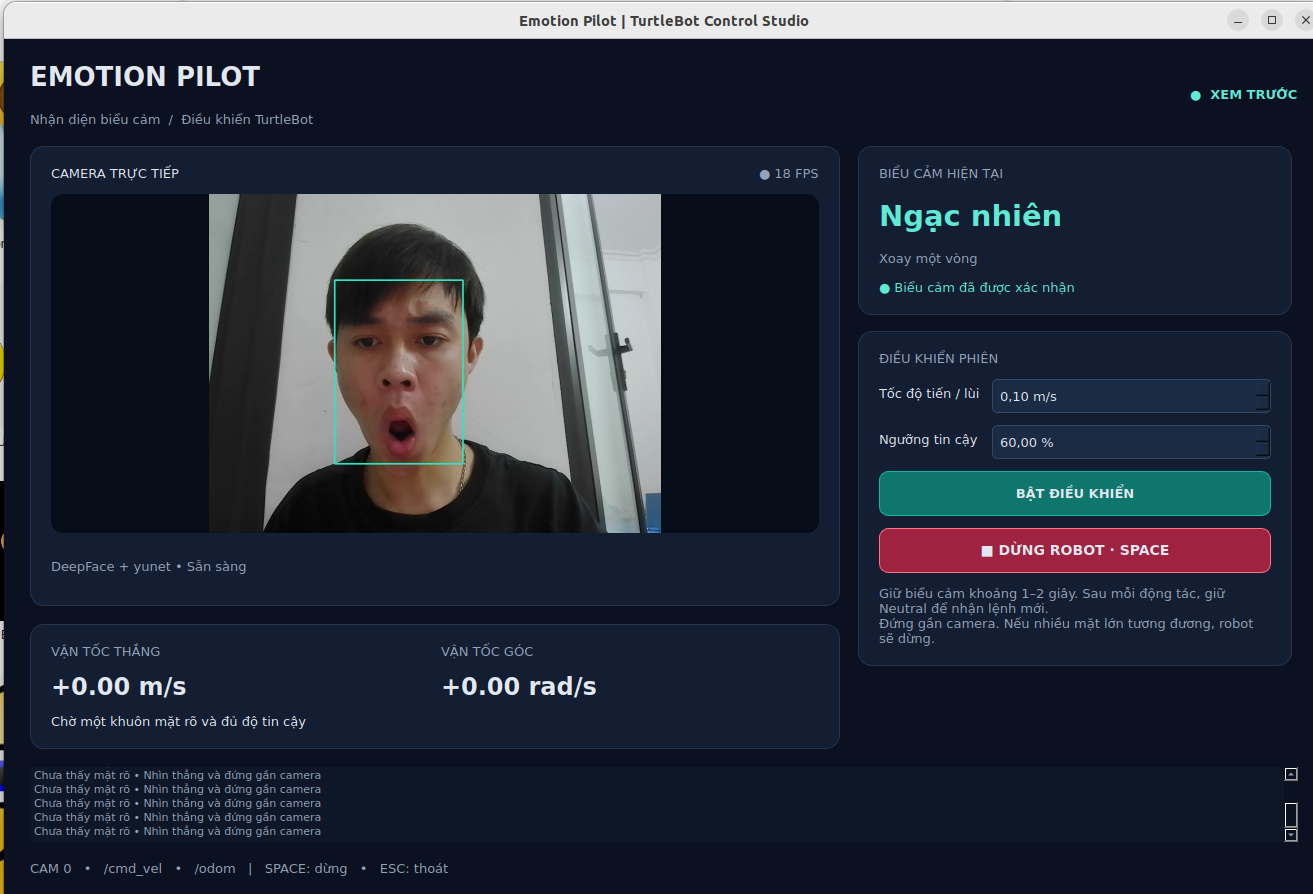 Emotion Pilot | TurtleBot Control Studio
EMOTION PILOT
Nhận diện biểu cảm / Điều khiển TurtleBot
● XEM TRƯỚC
CAMERA TRỰC TIẾP
● 18 FPS
DeepFace + yunet • Sẵn sàng
VẬN TỐC THẲNG
+0.00 m/s
VẬN TỐC GÓC
+0.00 rad/s
Chờ một khuôn mặt rõ và đủ độ tin cậy
BIỂU CẢM HIỆN TẠI
Ngạc nhiên
Xoay một vòng
● Biểu cảm đã được xác nhận
ĐIỀU KHIỂN PHIÊN
Tốc độ tiến / lùi
0,10 m/s
Ngưỡng tin cậy
60,00 %
BẬT ĐIỀU KHIỂN
■ DỪNG ROBOT · SPACE
Giữ biểu cảm khoảng 1–2 giây. Sau mỗi động tác, giữ
Neutral để nhận lệnh mới.
Đứng gần camera. Nếu nhiều mặt lớn tương đương, robot
sẽ dừng.
Chưa thấy mặt rõ • Nhìn thẳng và đứng gần camera
Chưa thấy mặt rõ • Nhìn thẳng và đứng gần camera
Chưa thấy mặt rõ • Nhìn thẳng và đứng gần camera
Chưa thấy mặt rõ • Nhìn thẳng và đứng gần camera
Chưa thấy mặt rõ • Nhìn thẳng và đứng gần camera
CAM 0 • /cmd_vel • /odom | SPACE: dừng • ESC: thoát